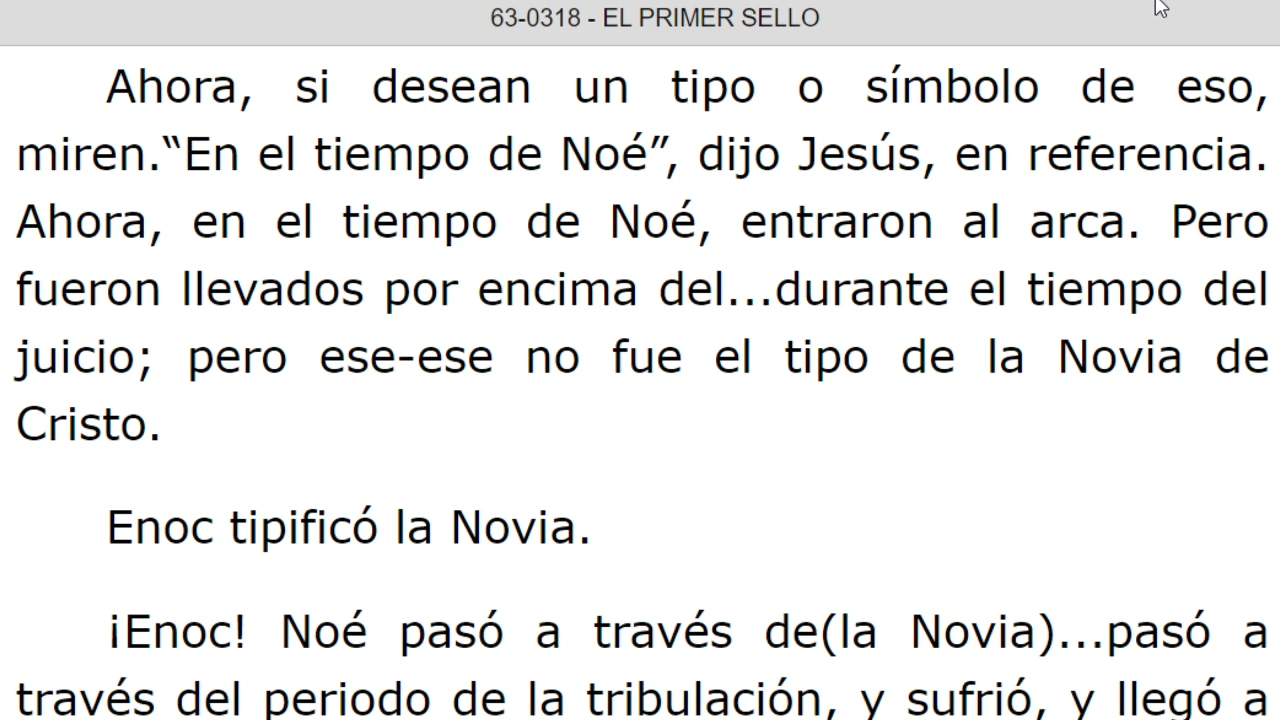 63-0318 - EL PRIMER SELLO
Ahora, si desean un tipo o símbolo de eso,
miren.“En el tiempo de Noé”, dijo Jesús, en referencia.
Ahora, en el tiempo de Noé, entraron al arca. Pero
fueron llevados por encima del...durante el tiempo del
juicio; pero ese-ese no fue el tipo de la Novia de
Cristo.
Enoc tipificó la Novia.
¡Enoc! Noé pasó a través de(la Novia)...pasó a
través del periodo de la tribulación, y sufrió, y llegó a